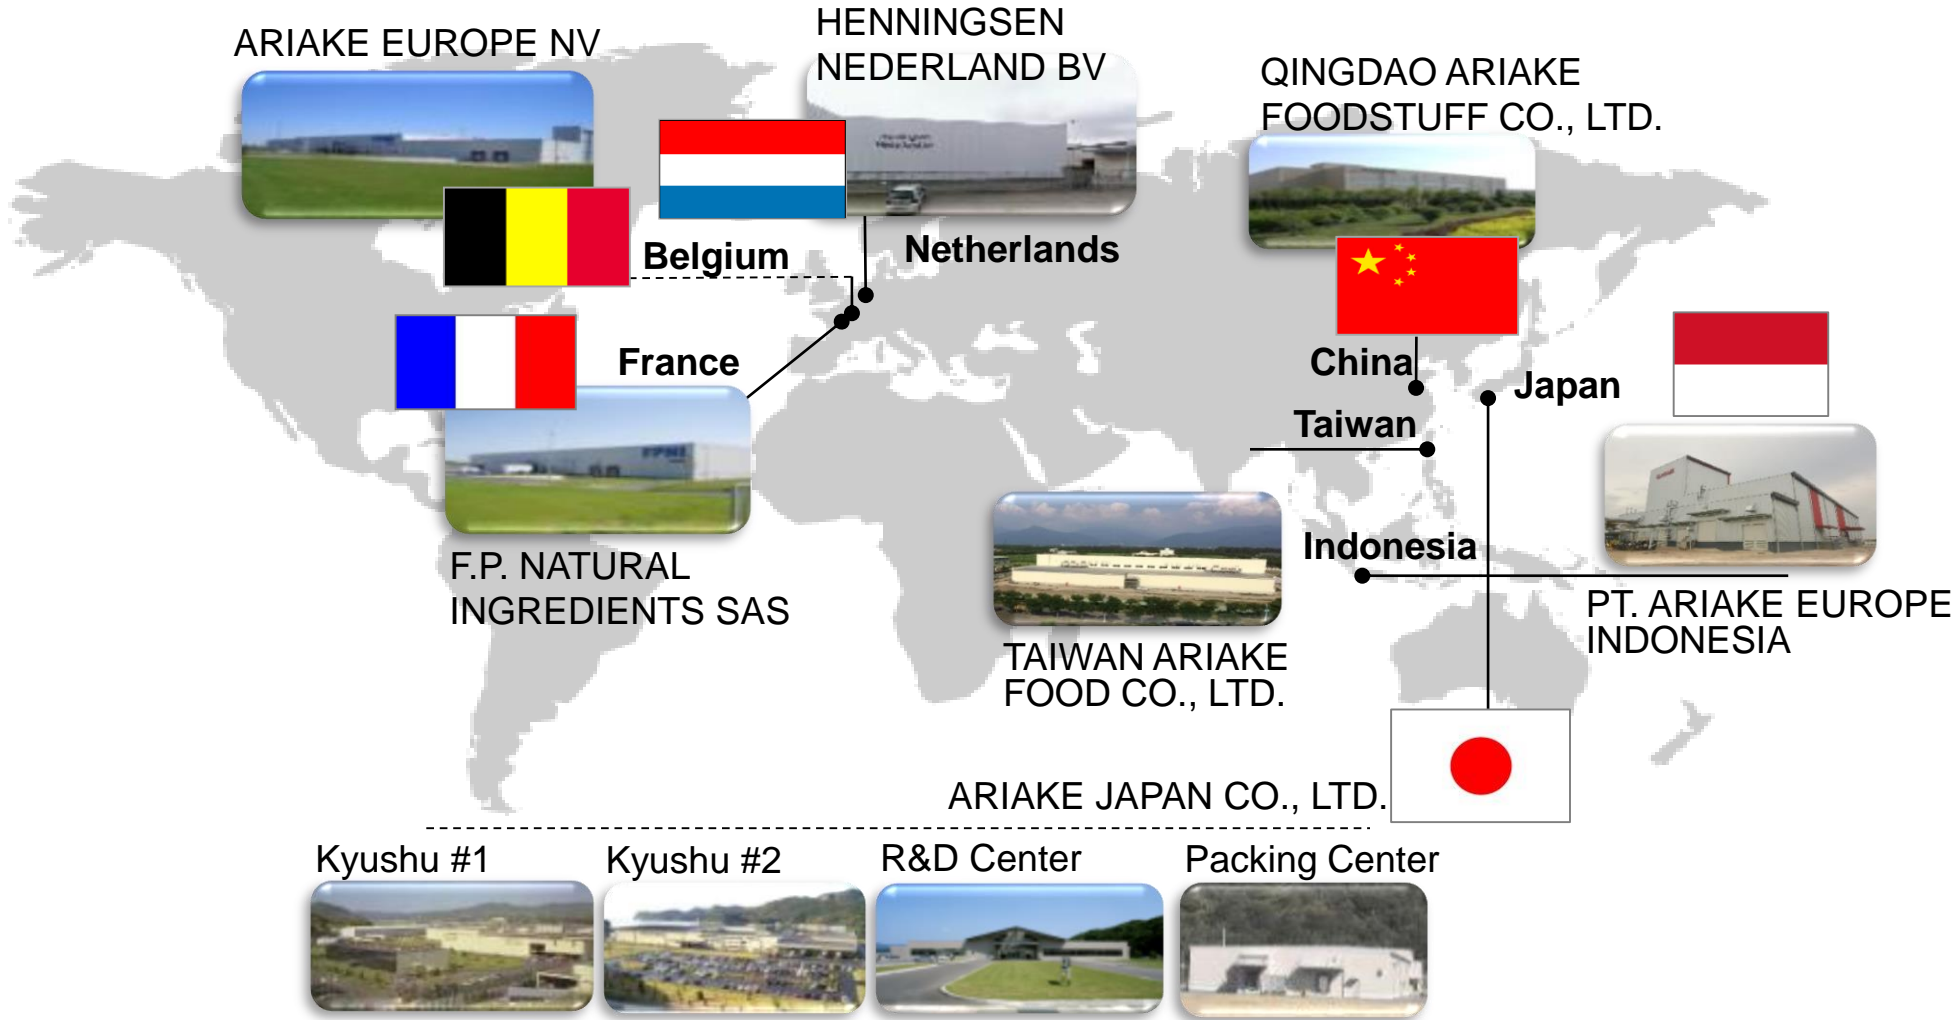 ARIAKE EUROPE NV
HENNINGSEN
NEDERLAND BV
QINGDAO ARIAKE
FOODSTUFF CO., LTD.
Belgium
Netherlands
France
China
Japan
Taiwan
FPNI
Indonesia
F.P. NATURAL
INGREDIENTS SAS
TAIWAN ARIAKE
FOOD CO., LTD.
PT. ARIAKE EUROPE
INDONESIA
ARIAKE JAPAN CO., LTD.
Kyushu #1
Kyushu #2
R&D Center
Packing Center